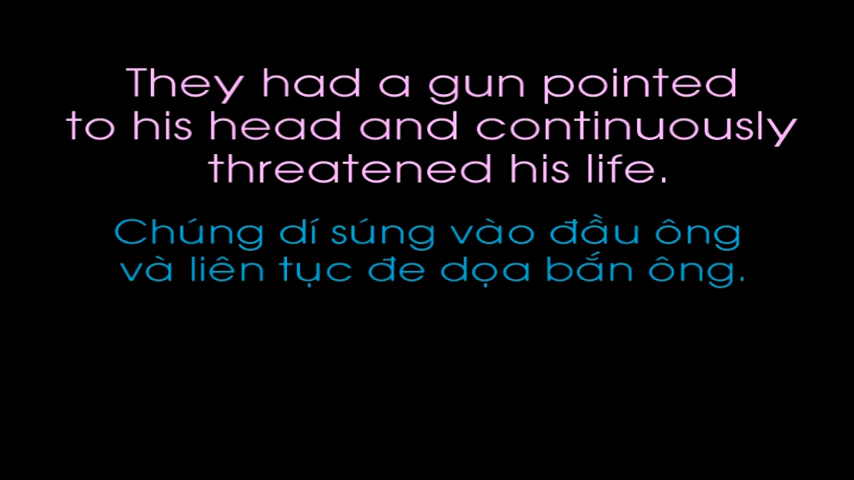 They had a gun pointed
to his head and continuously
threatened his life.
Chúng dí súng vào đầu ông
và liên tục đe dọa bắn ông.